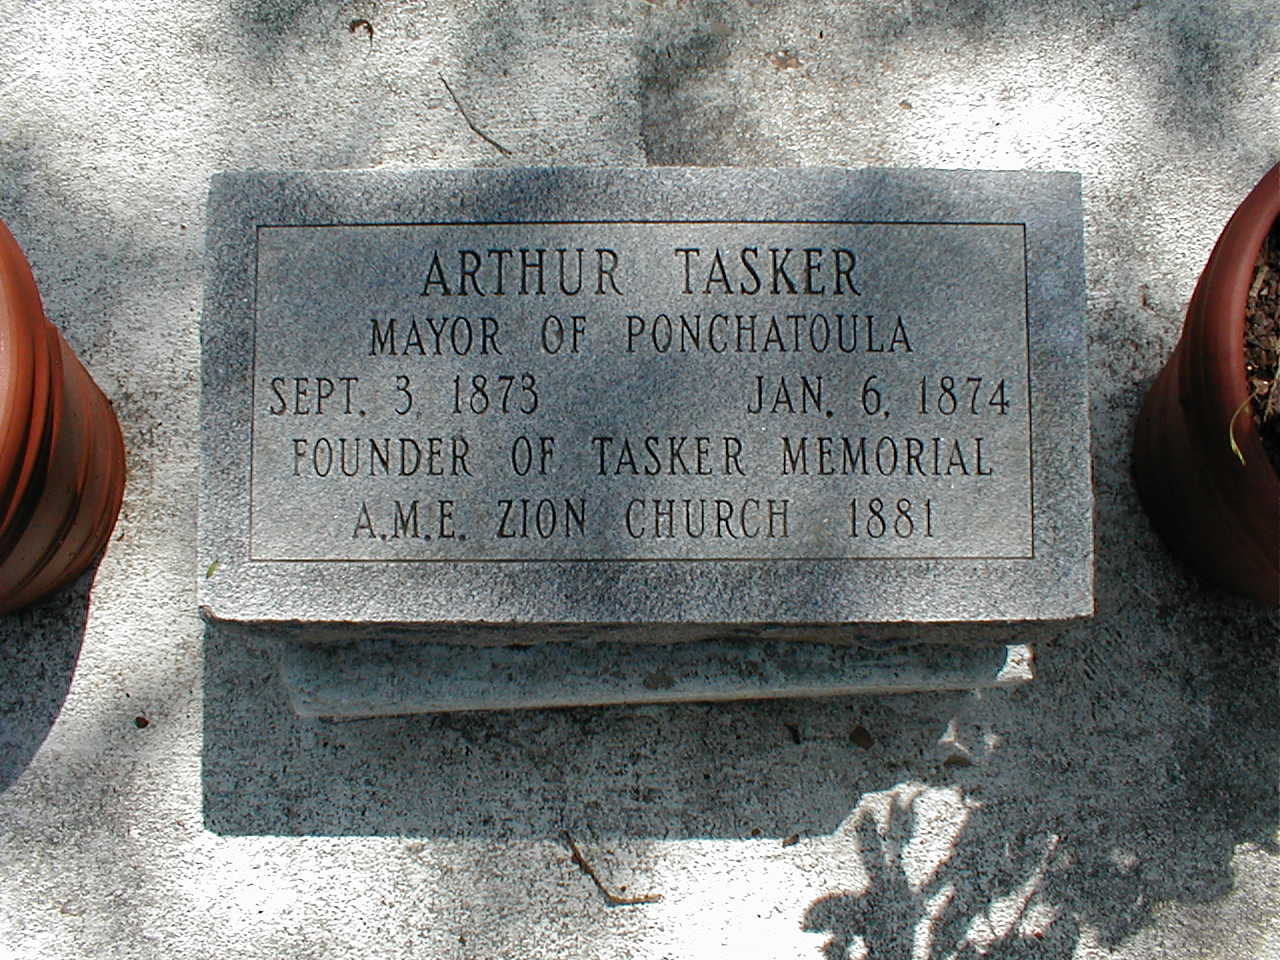 ARTHUR TASKER
MAYOR OF PONCHATOULA
SEPT. 3, 1873 JAN. 6, 1874
FOUNDER OF TASKER MEMORIAL
A.M.E. ZION CHURCH 1881